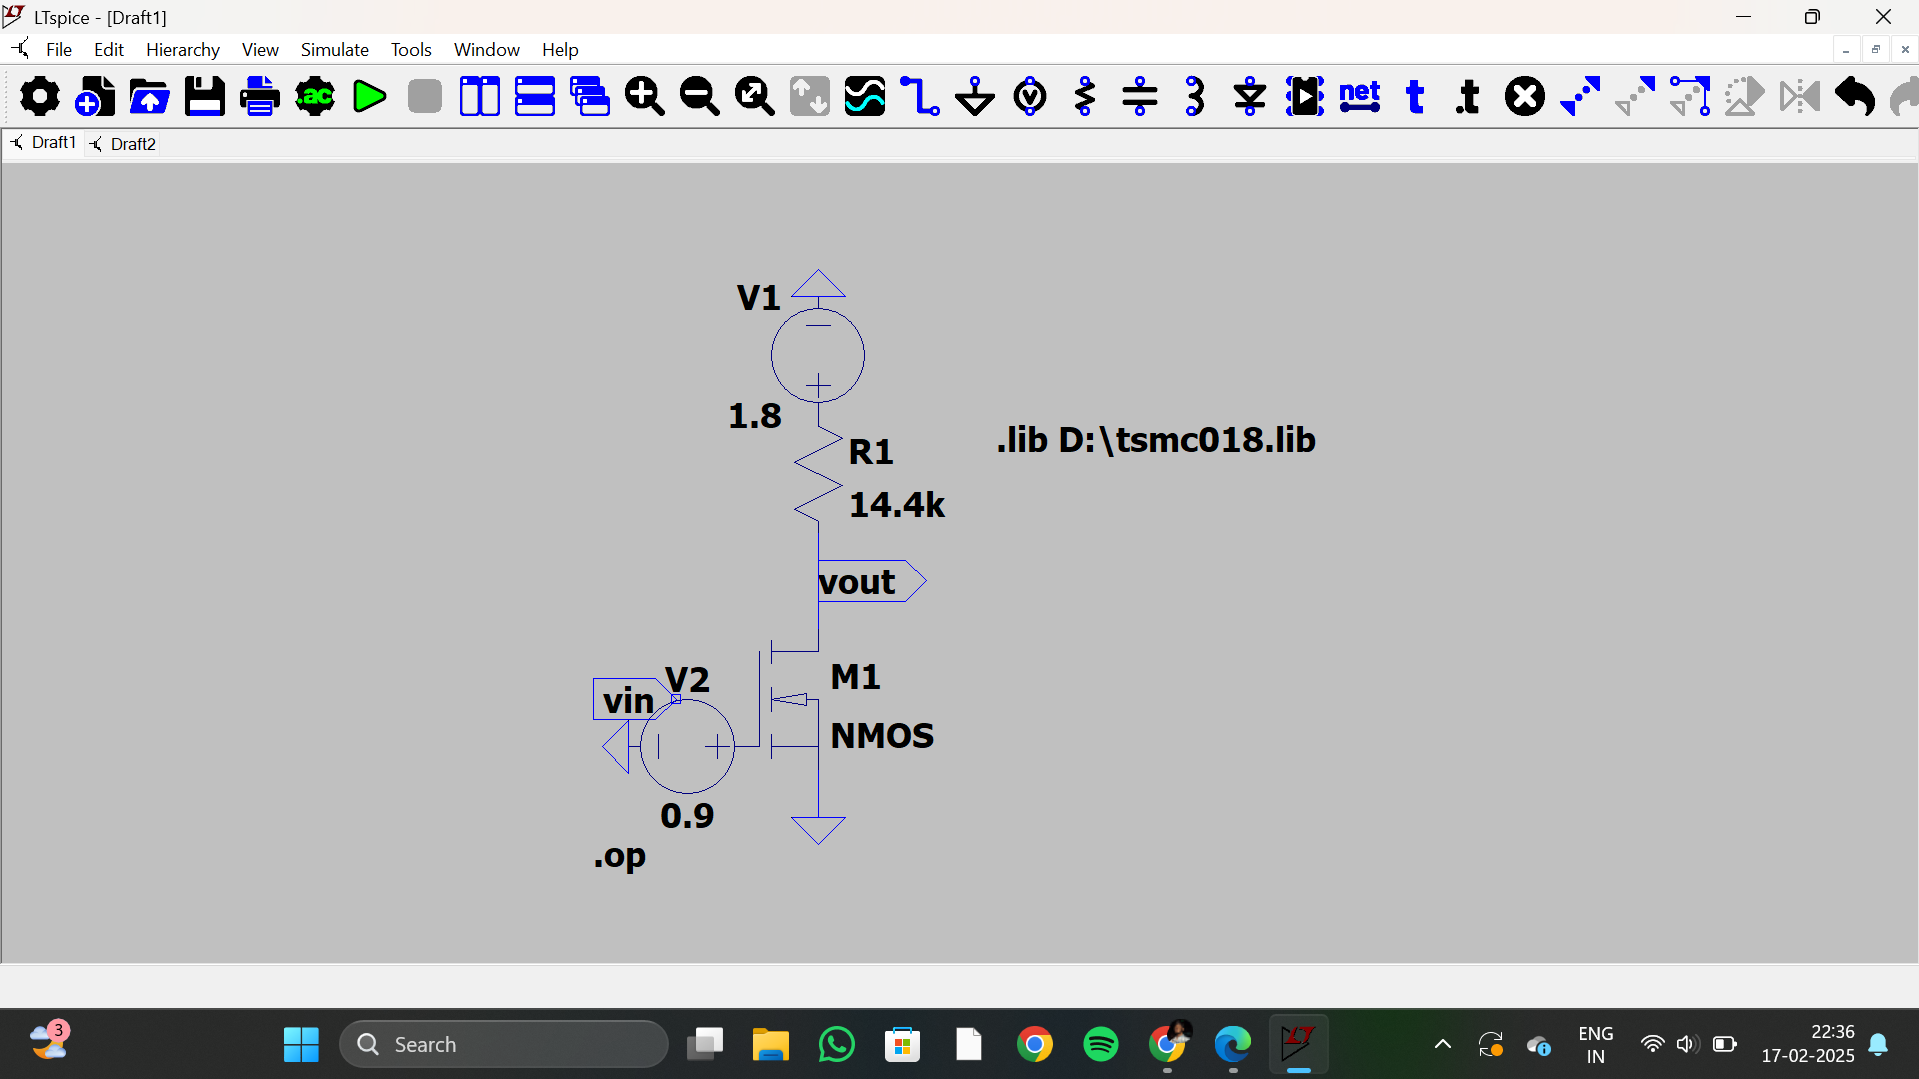 LTspice - [Draft1]
File Edit Hierarchy View Simulate Tools Window Help
.ac
net t .t
Draft1 Draft2
V1
1.8
R1
14.4k
.lib D:\tsmc018.lib
vout
V2
vin
M1
NMOS
0.9
.op
3
Search
ENG
IN
22:36
17-02-2025